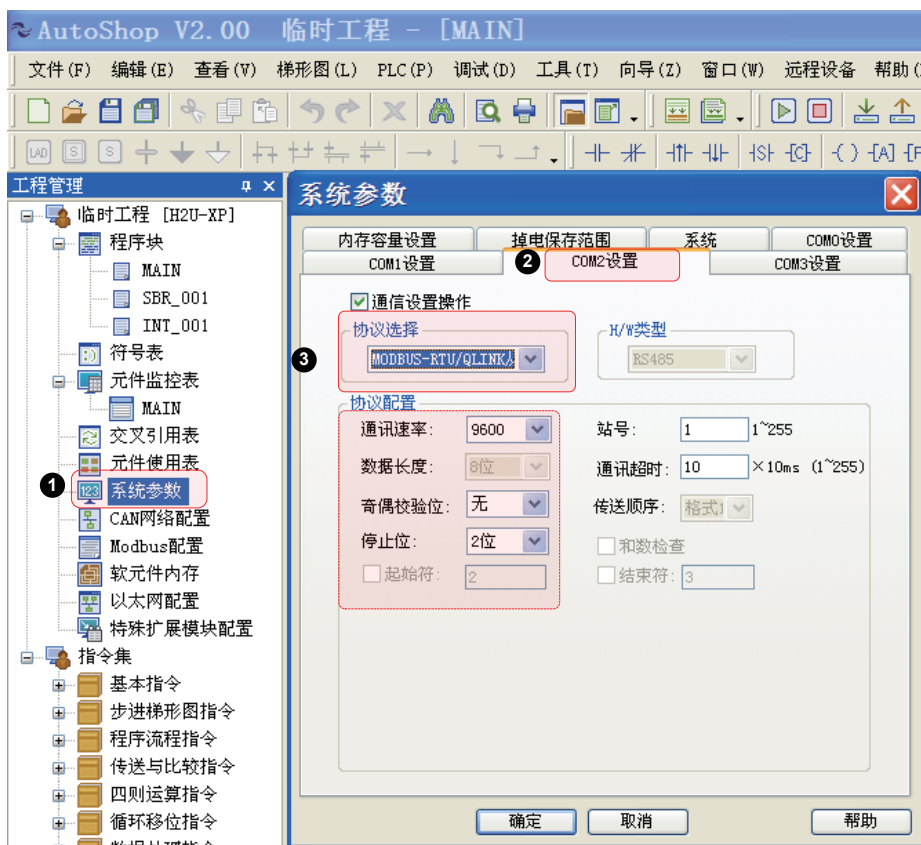 AutoShop V2.00 临时工程 - [MAIN]
文件(F) 编辑(E) 查看(V) 梯形图(L) PLC(P) 调试(D) 工具(T) 向导(Z) 窗口(W) 远程设备 帮助(
LAD S S
工程管理
临时工程 [H2U-XP]
程序块
MAIN
SBR_001
INT_001
符号表
元件监控表
MAIN
交叉引用表
元件使用表
1 系统参数
CAN网络配置
Modbus配置
软元件内存
以太网配置
特殊扩展模块配置
指令集
基本指令
步进梯形图指令
程序流程指令
传送与比较指令
四则运算指令
循环移位指令
系统参数
内存容量设置 掉电保存范围 系统 COM0设置
COM1设置 2 COM2设置 COM3设置
通信设置操作
协议选择 H/W类型
3 MODBUS-RTU/QLINK RS485
协议配置
通讯速率: 9600 站号: 1 1~255
数据长度: 8位 通讯超时: 10 ×10ms (1~255)
奇偶校验位: 无 传送顺序: 格式1
停止位: 2位 和数检查
起始符: 2 结束符: 3
确定 取消 帮助